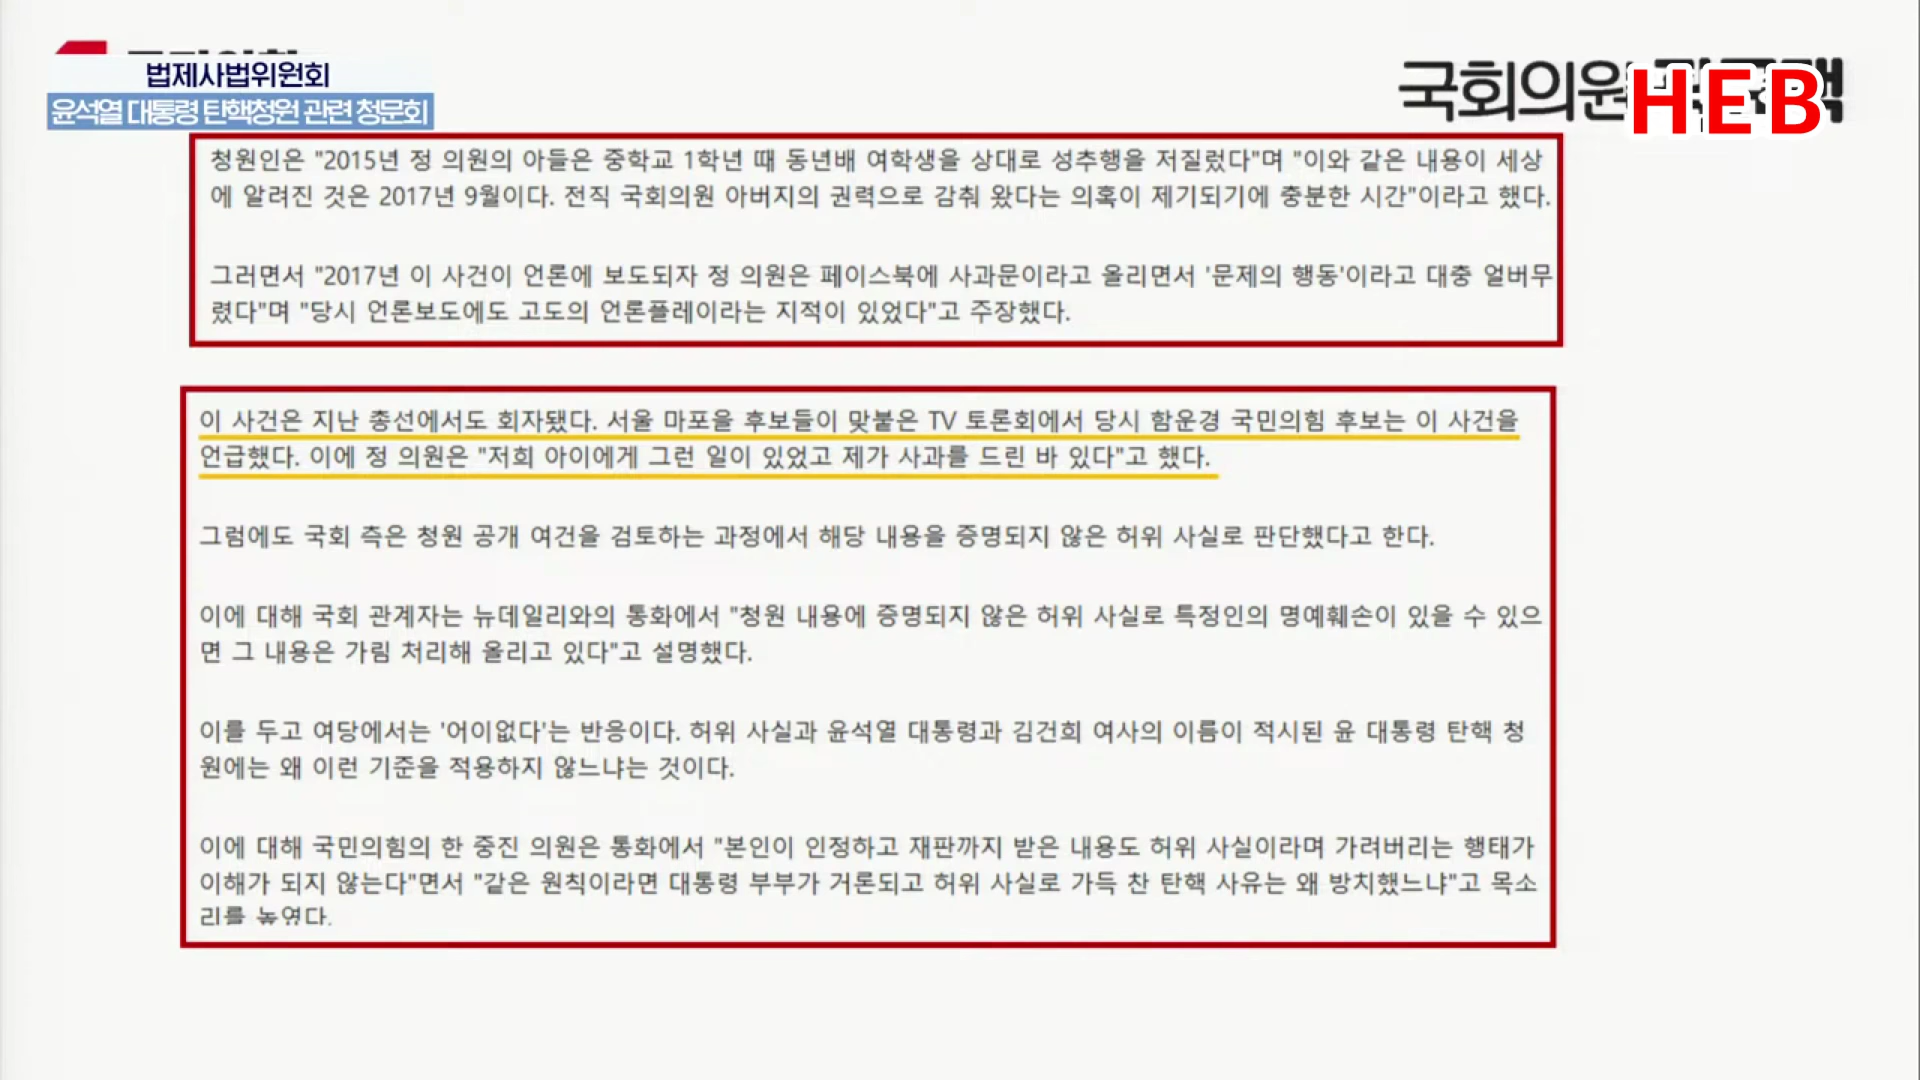 법제사법위원회
윤석열 대통령 탄핵청원 관련 청문회
국회의원
HEB
청원인은 "2015년 정 의원의 아들은 중학교 1학년 때 동년배 여학생을 상대로 성추행을 저질렀다"며 "이와 같은 내용이 세상
에 알려진 것은 2017년 9월이다. 전직 국회의원 아버지의 권력으로 감춰 왔다는 의혹이 제기되기에 충분한 시간"이라고 했다.
그러면서 "2017년 이 사건이 언론에 보도되자 정 의원은 페이스북에 사과문이라고 올리면서 '문제의 행동'이라고 대충 얼버무
렸다"며 "당시 언론보도에도 고도의 언론플레이라는 지적이 있었다"고 주장했다.
이 사건은 지난 총선에서도 회자됐다. 서울 마포을 후보들이 맞붙은 TV 토론회에서 당시 함운경 국민의힘 후보는 이 사건을
언급했다. 이에 정 의원은 "저희 아이에게 그런 일이 있었고 제가 사과를 드린 바 있다"고 했다.
그럼에도 국회 측은 청원 공개 여건을 검토하는 과정에서 해당 내용을 증명되지 않은 허위 사실로 판단했다고 한다.
이에 대해 국회 관계자는 뉴데일리와의 통화에서 "청원 내용에 증명되지 않은 허위 사실로 특정인의 명예훼손이 있을 수 있으
면 그 내용은 가림 처리해 올리고 있다"고 설명했다.
이를 두고 여당에서는 '어이없다'는 반응이다. 허위 사실과 윤석열 대통령과 김건희 여사의 이름이 적시된 윤 대통령 탄핵 청
원에는 왜 이런 기준을 적용하지 않느냐는 것이다.
이에 대해 국민의힘의 한 중진 의원은 통화에서 "본인이 인정하고 재판까지 받은 내용도 허위 사실이라며 가려버리는 행태가
이해가 되지 않는다"면서 "같은 원칙이라면 대통령 부부가 거론되고 허위 사실로 가득 찬 탄핵 사유는 왜 방치했느냐"고 목소
리를 높였다.